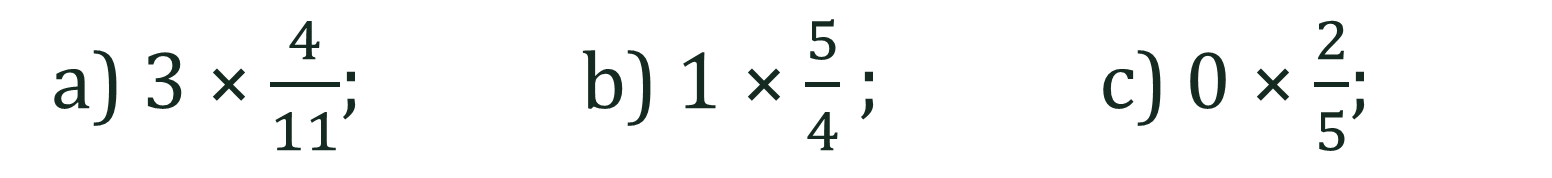 a) 3 × 4/11; b) 1 × 5/4 ; c) 0 × 2/5;